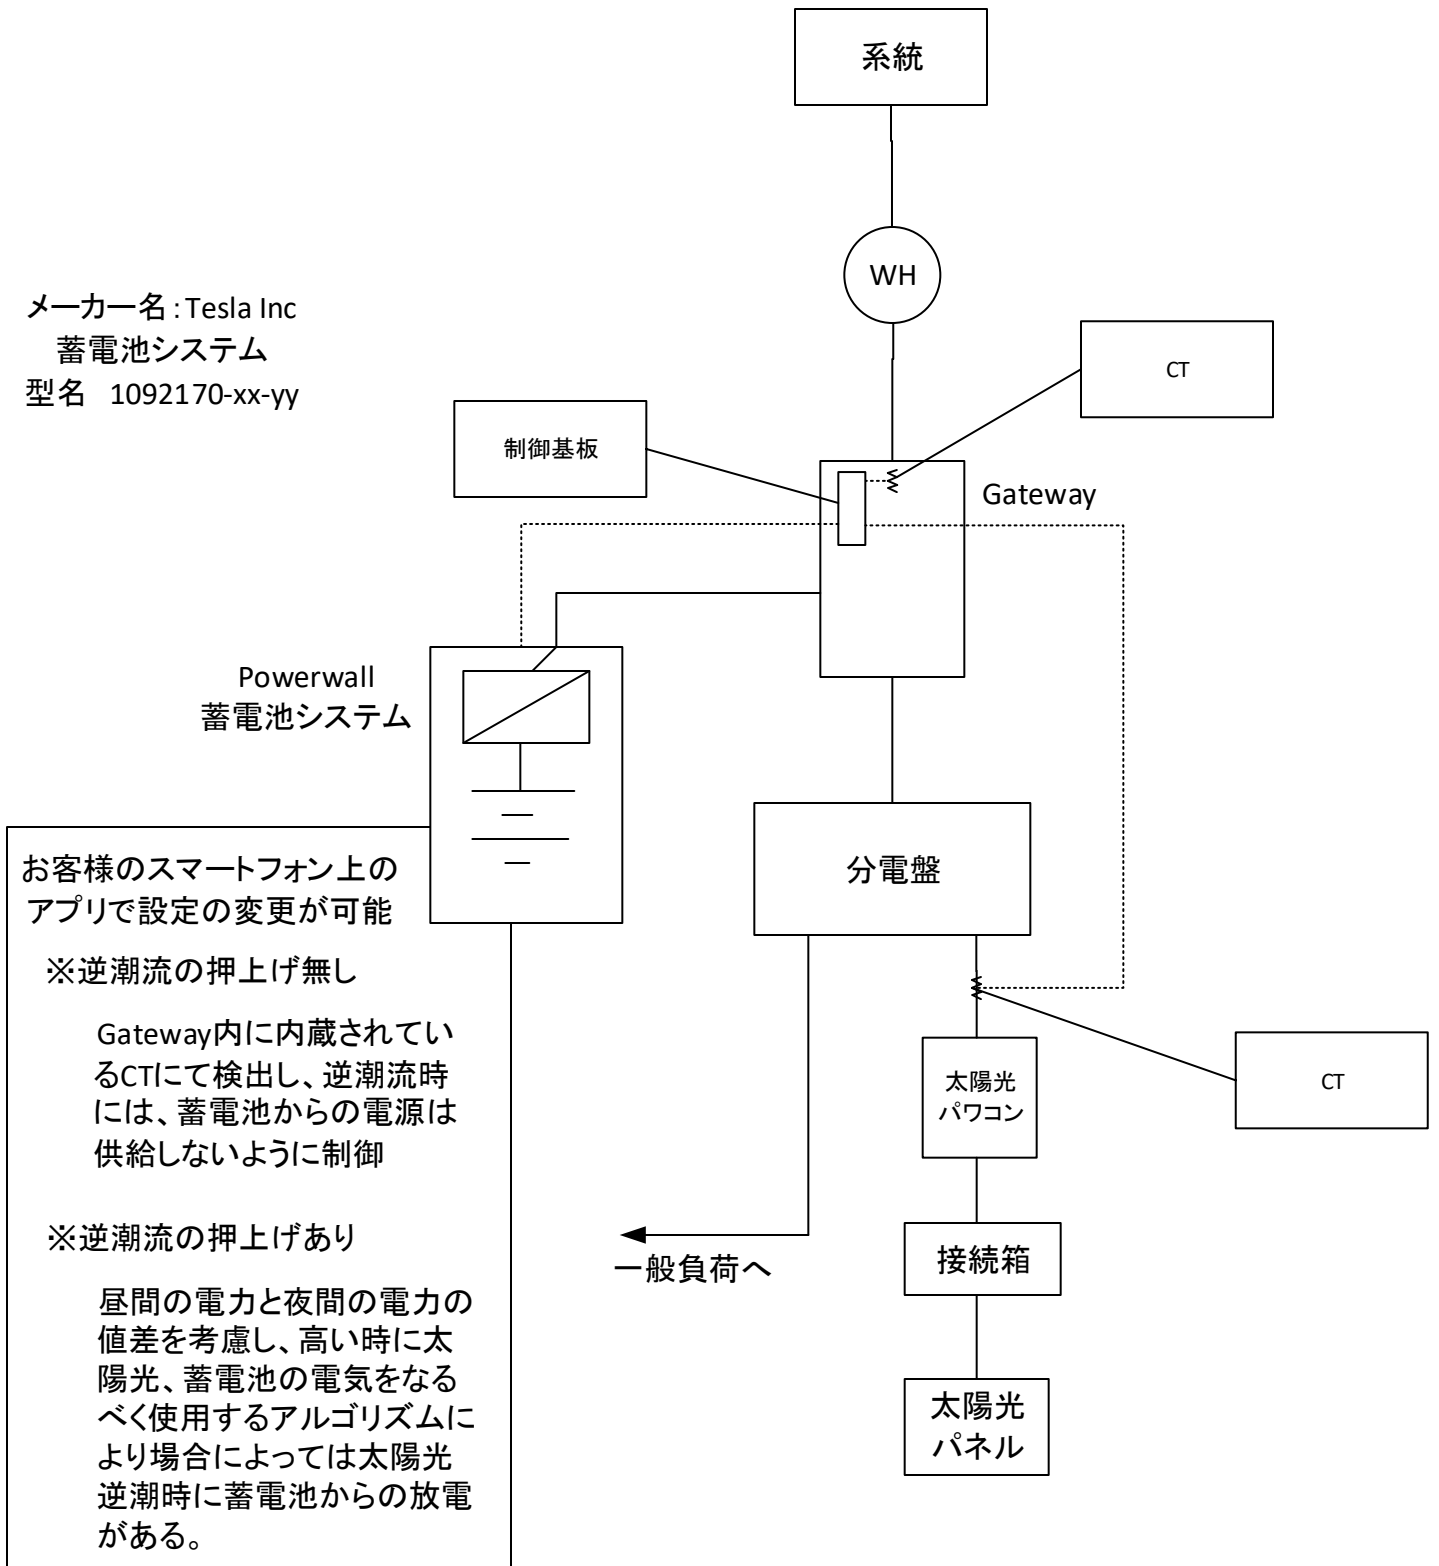 系統
WH
メーカー名：Tesla Inc
蓄電池システム
型名 1092170-xx-yy
CT
制御基板
Gateway
Powerwall
蓄電池システム
分電盤
お客様のスマートフォン上の
アプリで設定の変更が可能
※逆潮流の押上げ無し
Gateway内に内蔵されてい
るCTにて検出し、逆潮流時
には、蓄電池からの電源は
供給しないように制御
※逆潮流の押上げあり
昼間の電力と夜間の電力の
値差を考慮し、高い時に太
陽光、蓄電池の電気をなる
べく使用するアルゴリズムに
より場合によっては太陽光
逆潮時に蓄電池からの放電
がある。
太陽光
パワコン
CT
一般負荷へ
接続箱
太陽光
パネル